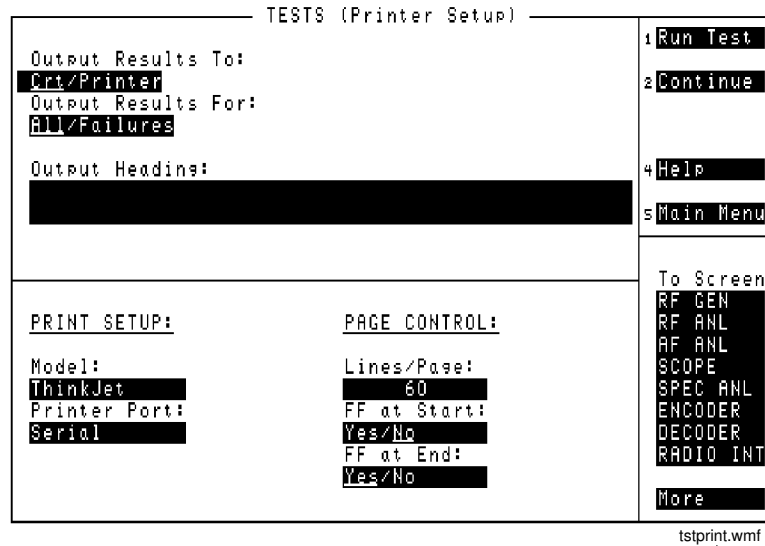 TESTS (Printer Setup)
Output Results To:
Crt/Printer
Output Results For:
All/Failures
Output Heading:
PRINT SETUP:
Model:
ThinkJet
Printer Port:
Serial
PAGE CONTROL:
Lines/Page:
60
FF at Start:
Yes/No
FF at End:
Yes/No
1 Run Test
2 Continue
4 Help
5 Main Menu
To Screen
RF GEN
RF ANL
AF ANL
SCOPE
SPEC ANL
ENCODER
DECODER
RADIO INT
More
tstprint.wmf